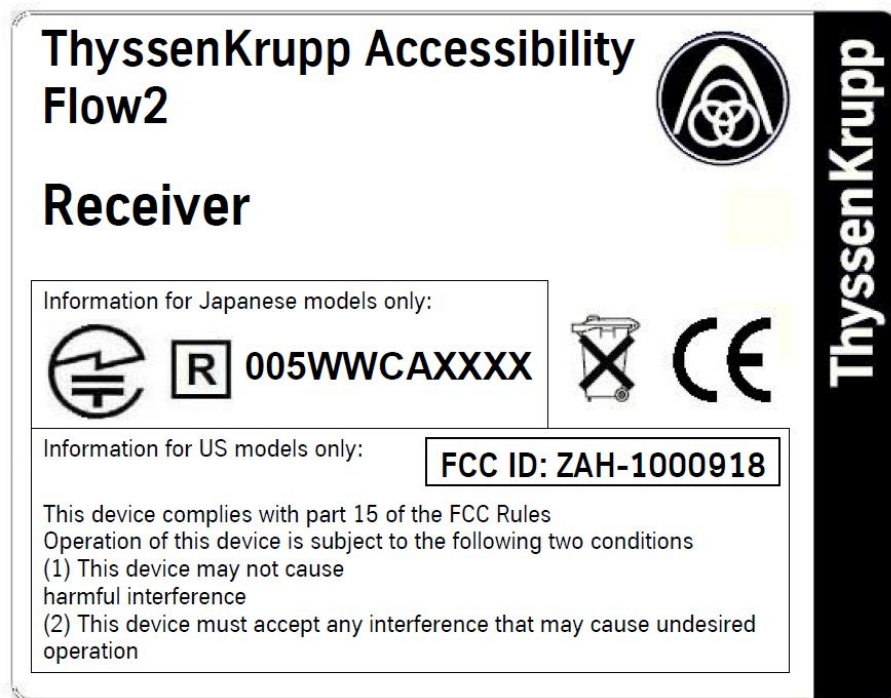 ThyssenKrupp Accessibility
Flow2
Receiver
ThyssenKrupp
Information for Japanese models only:
R 005WWCAXXXX
CE
Information for US models only:
FCC ID: ZAH-1000918
This device complies with part 15 of the FCC Rules
Operation of this device is subject to the following two conditions
(1) This device may not cause
harmful interference
(2) This device must accept any interference that may cause undesired
operation